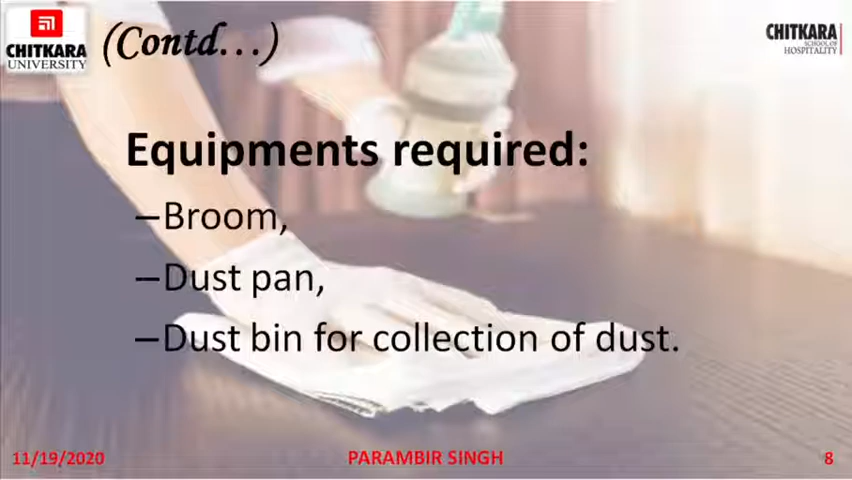 CHITKARA
UNIVERSITY
(Contd...)
CHITKARA
SCHOOL OF
HOSPITALITY
Equipments required:
–Broom,
–Dust pan,
–Dust bin for collection of dust.
11/19/2020
PARAMBIR SINGH
8